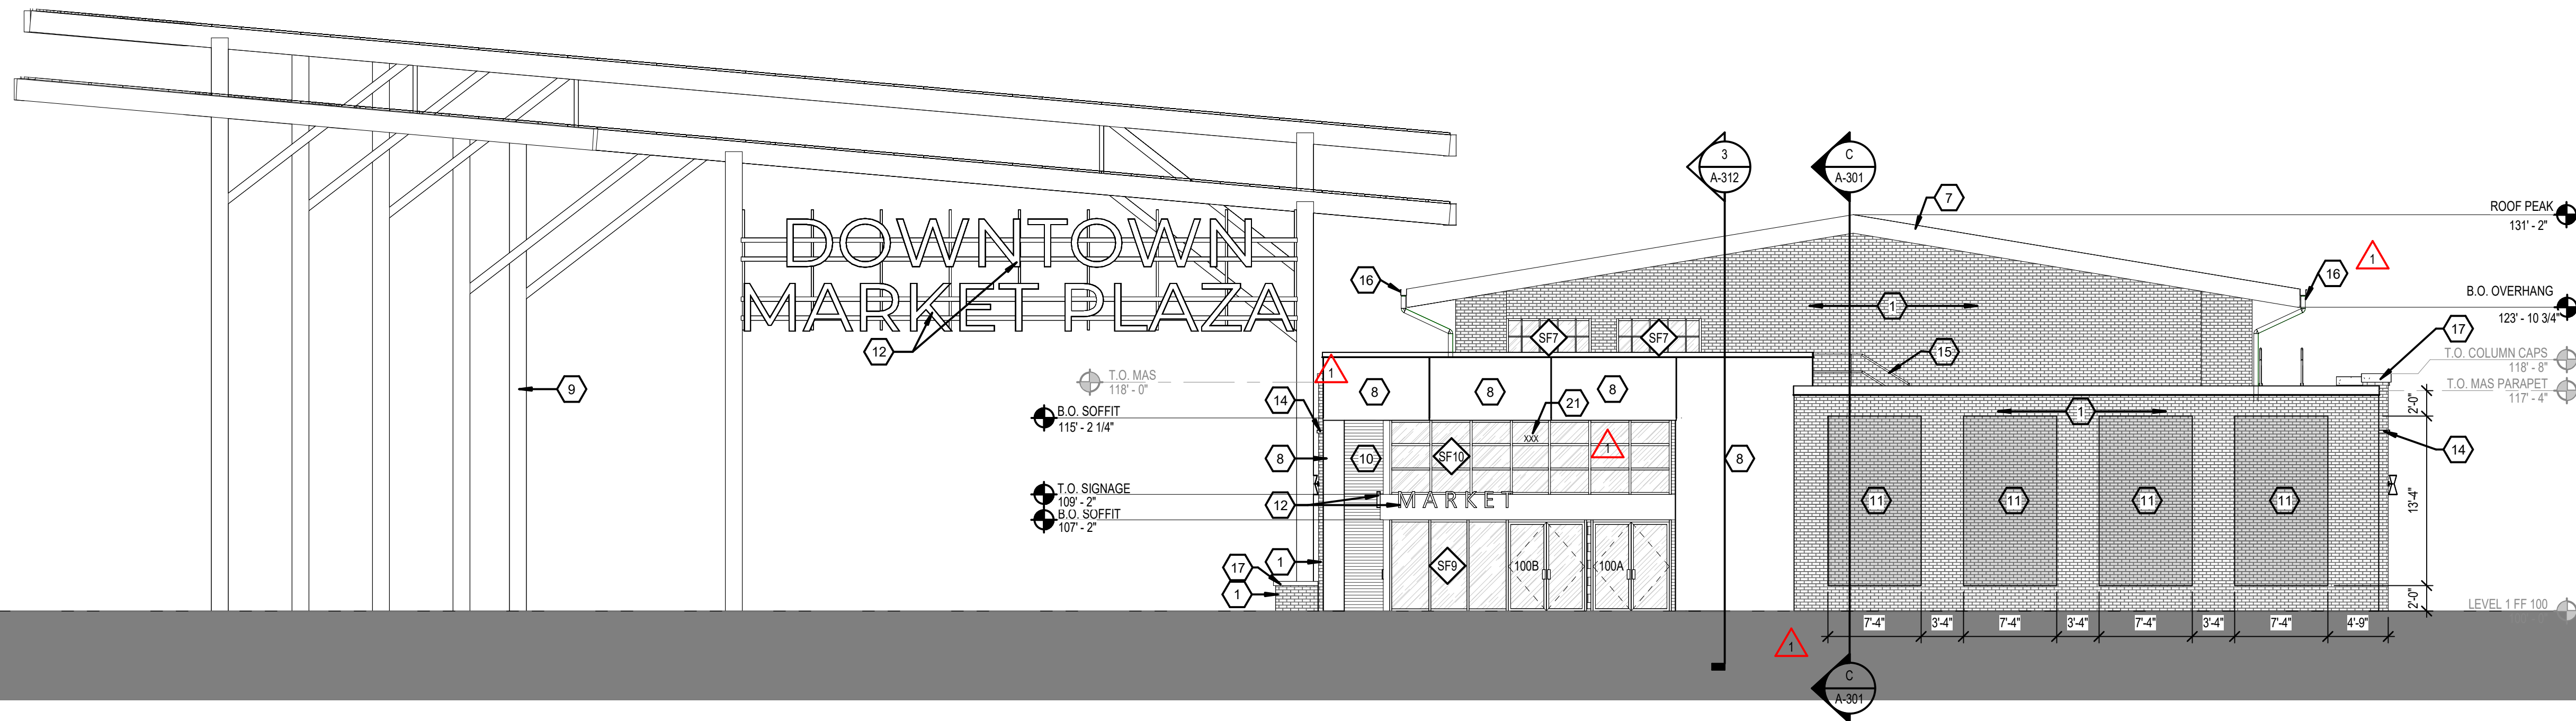 3
A-312
C
A-301
7
ROOF PEAK
131' - 2"
DOWNTOWN
MARKET PLAZA
16
16
1
B.O. OVERHANG
123' - 10 3/4"
1
12
SF7
SF7
15
17
T.O. COLUMN CAPS
118' - 8"
T.O. MAS PARAPET
117' - 4"
T.O. MAS
118' - 0"
1
9
8
8
8
14
21
XXX
1
1
2'-0"
14
B.O. SOFFIT
115' - 2 1/4"
8
10
SF10
8
T.O. SIGNAGE
109' - 2"
B.O. SOFFIT
107' - 2"
12
MARKET
11
11
11
11
13'-4"
17
1
1
SF9
100B
100A
2'-0"
LEVEL 1 FF 100
7'-4"
3'-4"
7'-4"
3'-4"
7'-4"
3'-4"
7'-4"
4'-9"
1
C
A-301